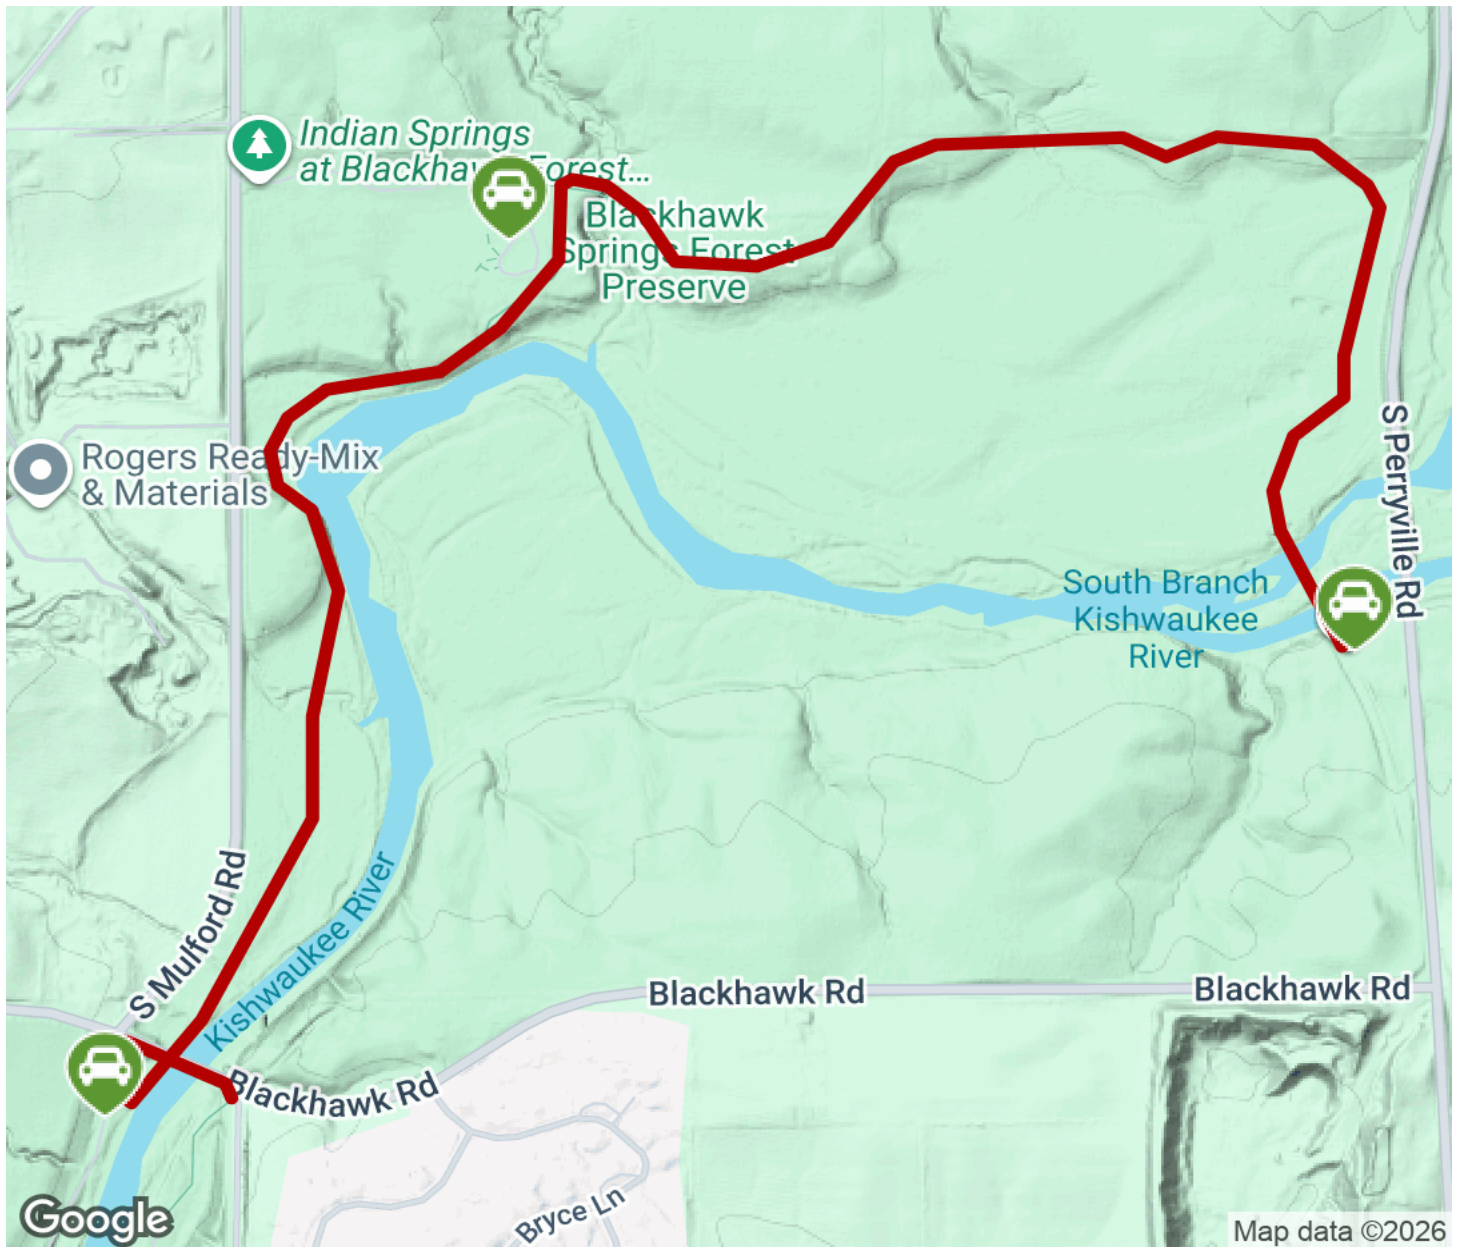 Indian Springs
at Blackhawk Forest...
Blackhawk
Springs Forest
Preserve
Rogers Ready-Mix
& Materials
S Perryville Rd
South Branch
Kishwaukee
River
S Mulford Rd
Kishwaukee River
Blackhawk Rd
Blackhawk Rd
Blackhawk Rd
Bryce Ln
Google
Map data ©2026